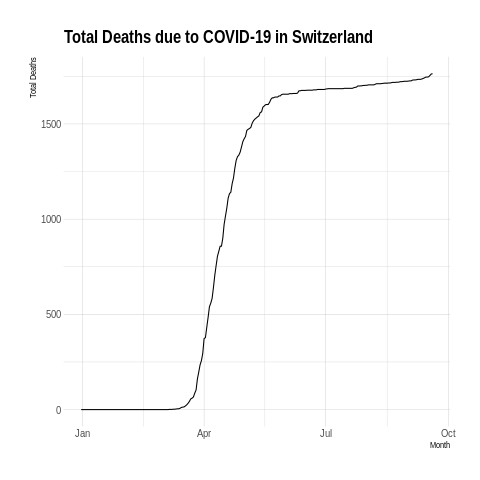 Total Deaths due to COVID-19 in Switzerland
Total Deaths
1500
1000
500
0
Jan Apr Jul Oct
Month